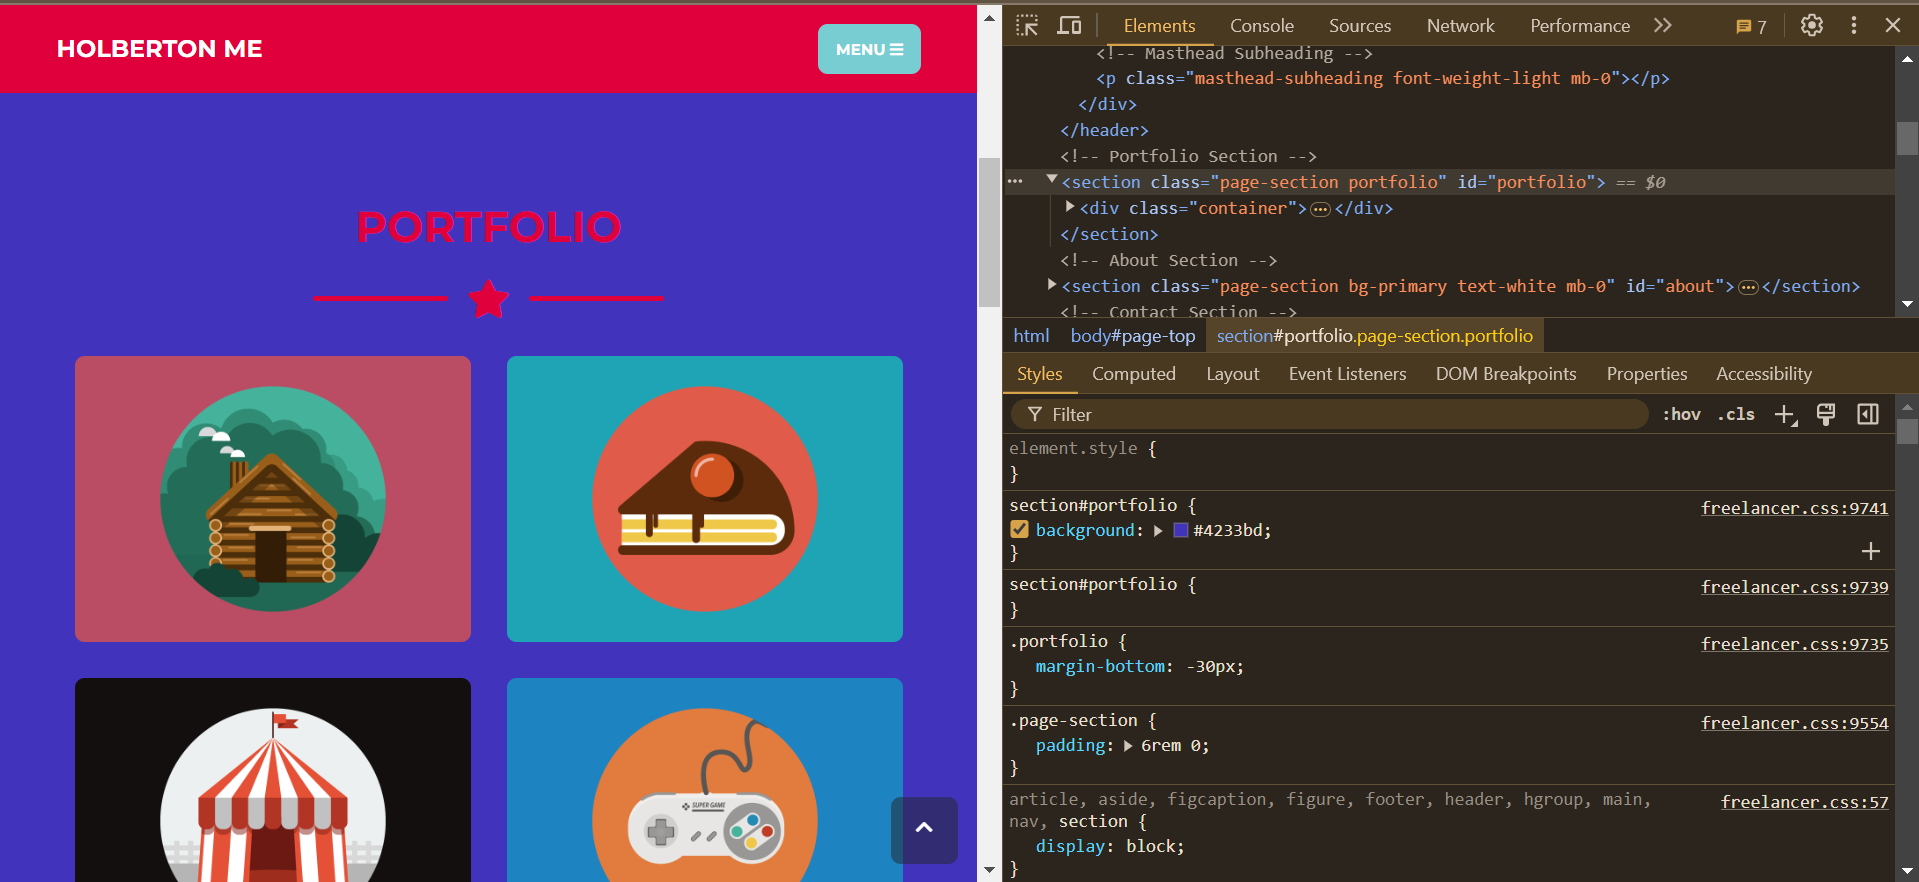 HOLBERTON ME
MENU
PORTFOLIO
SUPER GAME
Elements Console Sources Network Performance 7
<!-- Masthead Subheading -->
<p class="masthead-subheading font-weight-light mb-0"></p>
</div>
</header>
<!-- Portfolio Section -->
<section class="page-section portfolio" id="portfolio"> == $0
<div class="container"> </div>
</section>
<!-- About Section -->
<section class="page-section bg-primary text-white mb-0" id="about"> </section>
<!-- Contact Section -->
html body#page-top section#portfolio.page-section.portfolio
Styles Computed Layout Event Listeners DOM Breakpoints Properties Accessibility
Filter :hov .cls
element.style {
}
section#portfolio { freelancer.css:9741
background: #4233bd;
}
section#portfolio { freelancer.css:9739
}
.portfolio { freelancer.css:9735
margin-bottom: -30px;
}
.page-section { freelancer.css:9554
padding: 6rem 0;
}
article, aside, figcaption, figure, footer, header, hgroup, main, freelancer.css:57
nav, section {
display: block;
}